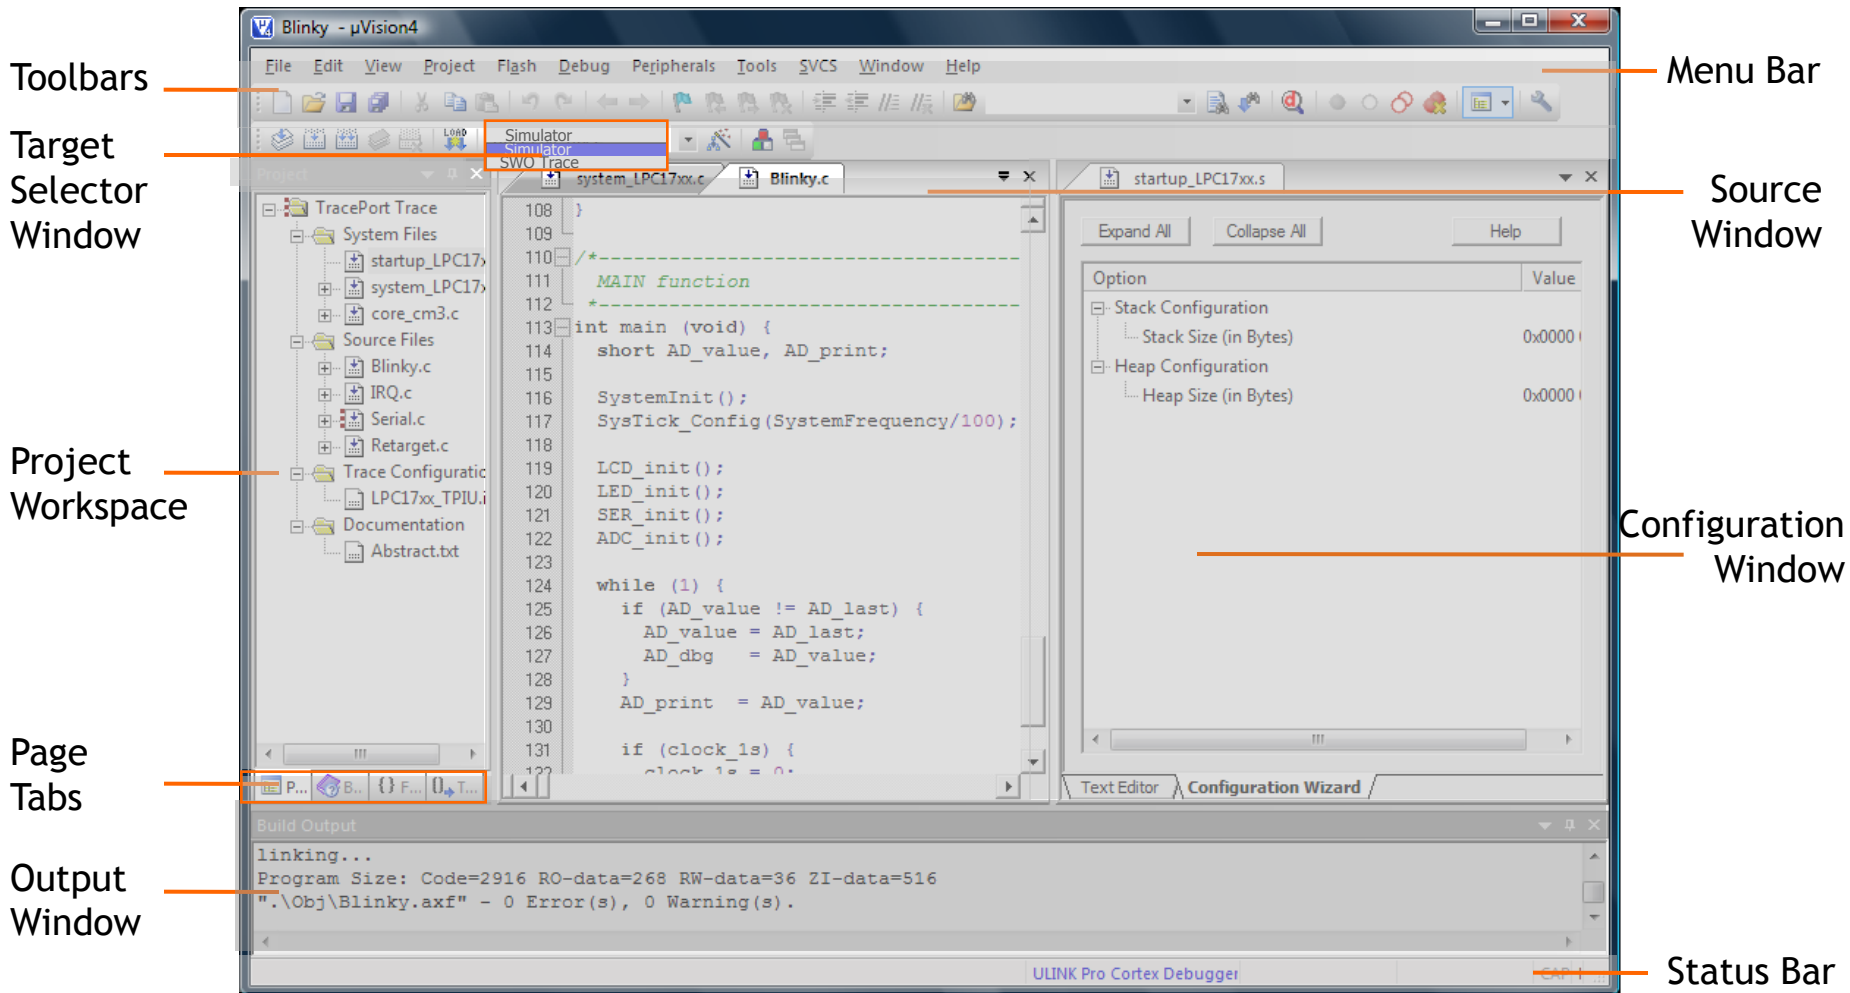 Blinky - µVision4
File Edit View Project Flash Debug Peripherals Tools SVCS Window Help
Toolbars
Menu Bar
LOAD
Simulator
Simulator
SWO Trace
Target
Selector
Window
Source
Window
Project
system_LPC17xx.c
Blinky.c
startup_LPC17xx.s
TracePort Trace
System Files
startup_LPC17x
system_LPC17x
core_cm3.c
Source Files
Blinky.c
IRQ.c
Serial.c
Retarget.c
Trace Configuratic
LPC17xx_TPIU.i
Documentation
Abstract.txt
108 }
109
110 /*------------------------------------
111 MAIN function
112 *------------------------------------
113 int main (void) {
114 short AD_value, AD_print;
115
116 SystemInit();
117 SysTick_Config(SystemFrequency/100);
118
119 LCD_init();
120 LED_init();
121 SER_init();
122 ADC_init();
123
124 while (1) {
125 if (AD_value != AD_last) {
126 AD_value = AD_last;
127 AD_dbg = AD_value;
128 }
129 AD_print = AD_value;
130
131 if (clock_1s) {
132 clock_1s = 0;
Expand All Collapse All Help
Option Value
Stack Configuration
Stack Size (in Bytes) 0x0000
Heap Configuration
Heap Size (in Bytes) 0x0000
Project
Workspace
Configuration
Window
Page
Tabs
P... B.. {} F... T...
Text Editor Configuration Wizard
Build Output
linking...
Program Size: Code=2916 RO-data=268 RW-data=36 ZI-data=516
".\Obj\Blinky.axf" - 0 Error(s), 0 Warning(s).
Output
Window
ULINK Pro Cortex Debugger
CAP
Status Bar